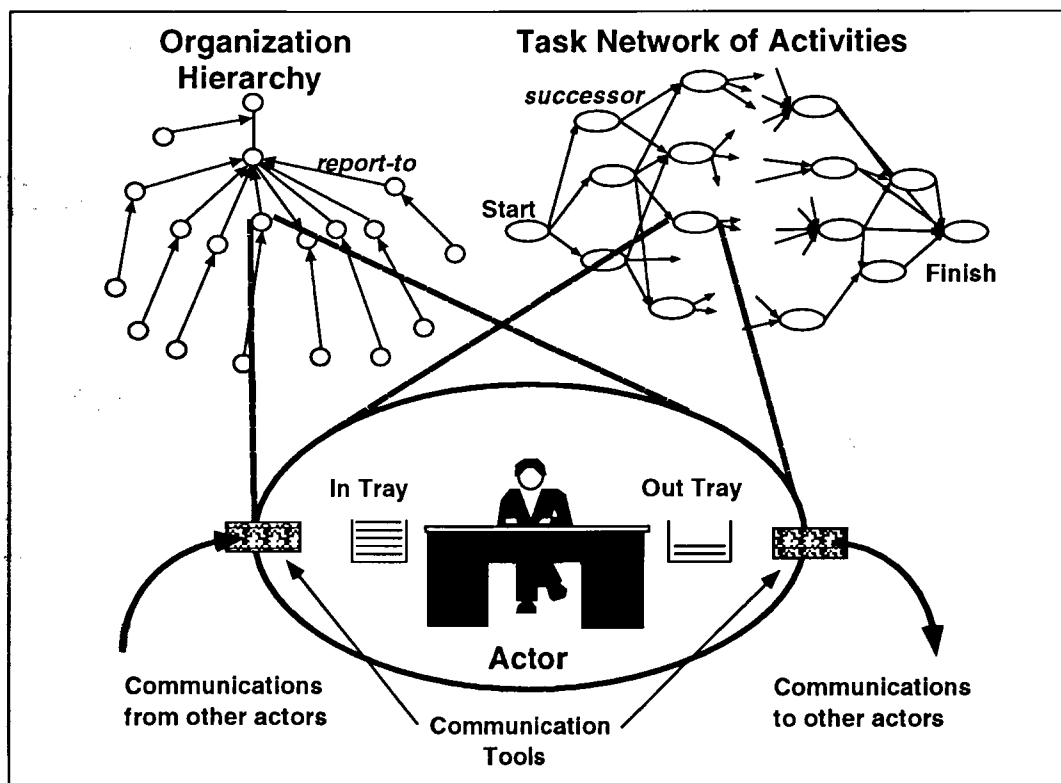 Organization
Hierarchy
Task Network of Activities
successor
report-to
Start
Finish
In Tray
Out Tray
Actor
Communications
from other actors
Communication
Tools
Communications
to other actors